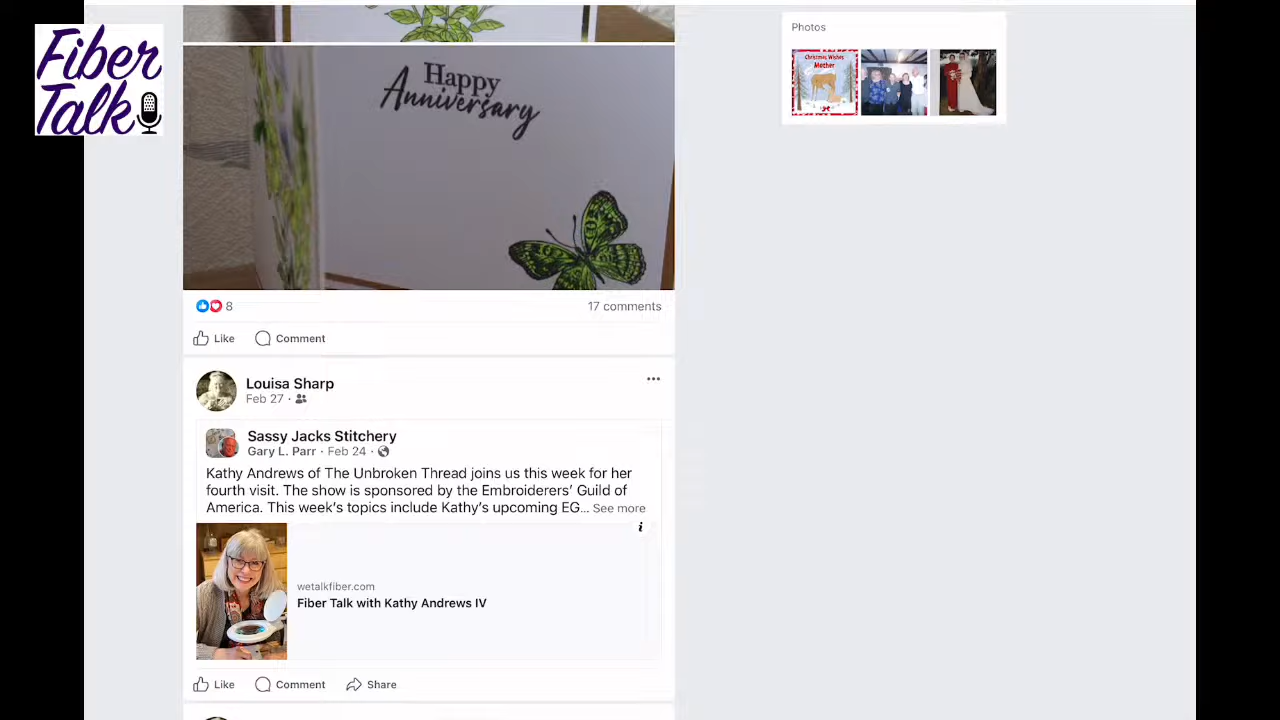 Fiber
Talk
Photos
Christmas Wishes
Mother
Happy
Anniversary
8
17 comments
Like
Comment
Louisa Sharp
Feb 27 ·
Sassy Jacks Stitchery
Gary L. Parr · Feb 24 ·
Kathy Andrews of The Unbroken Thread joins us this week for her
fourth visit. The show is sponsored by the Embroiderers’ Guild of
America. This week’s topics include Kathy’s upcoming EG... See more
i
wetalkfiber.com
Fiber Talk with Kathy Andrews IV
Like
Comment
Share